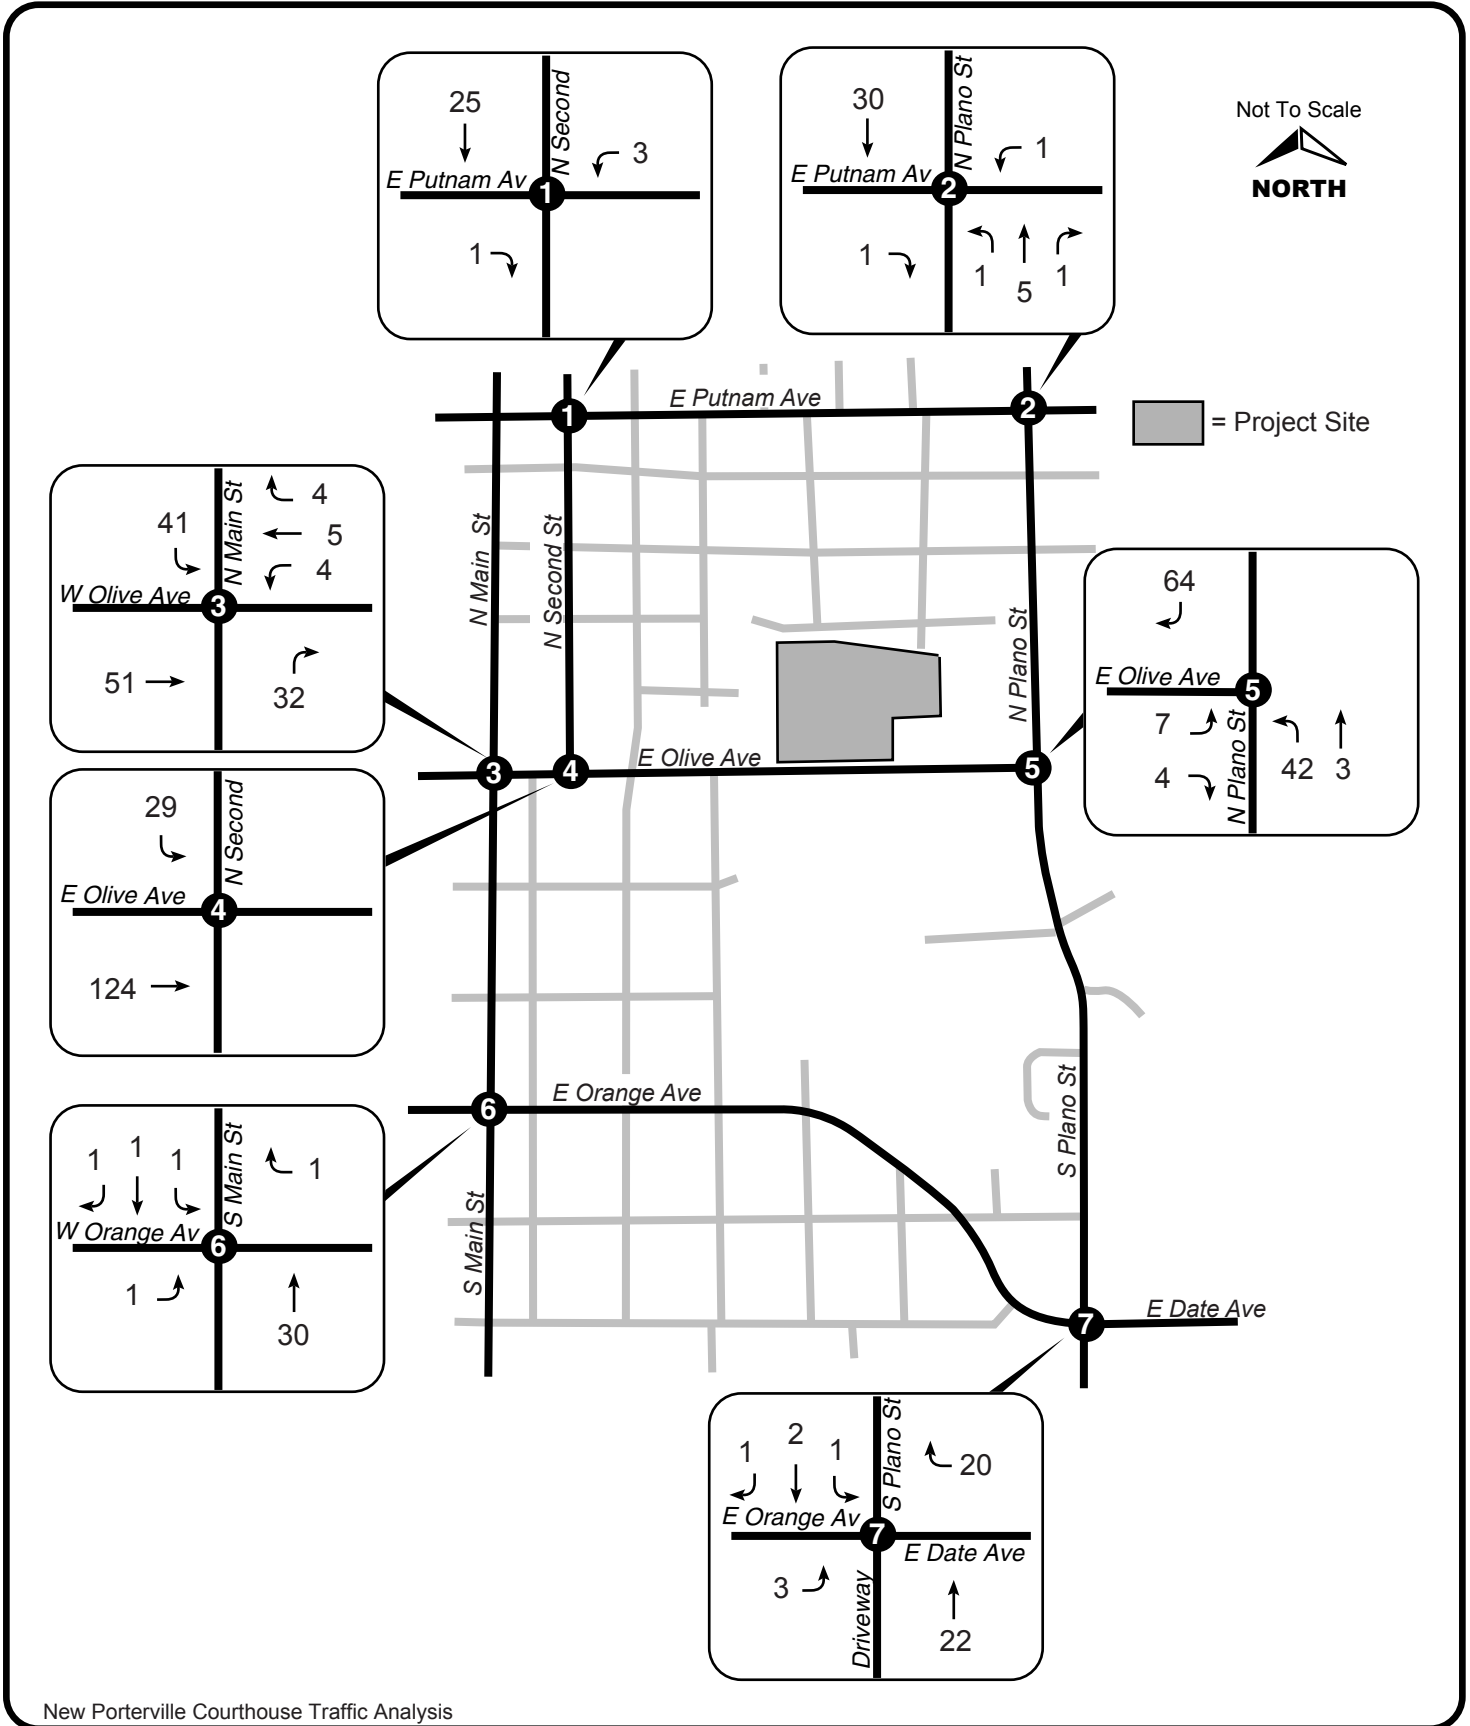 25
N Second
3
E Putnam Av
1
1
30
N Plano St
1
E Putnam Av
2
1
1
5
1
Not To Scale
NORTH
= Project Site
E Putnam Ave
1
2
N Main St
N Second St
N Plano St
E Olive Ave
3
4
5
E Orange Ave
6
S Main St
S Plano St
E Date Ave
7
41
N Main St
4
5
4
W Olive Ave
3
51
32
64
E Olive Ave
5
7
4
N Plano St
42
3
29
N Second
E Olive Ave
4
124
1
1
1
S Main St
1
W Orange Av
6
1
30
1
2
1
S Plano St
20
E Orange Av
7
E Date Ave
3
Driveway
22
New Porterville Courthouse Traffic Analysis